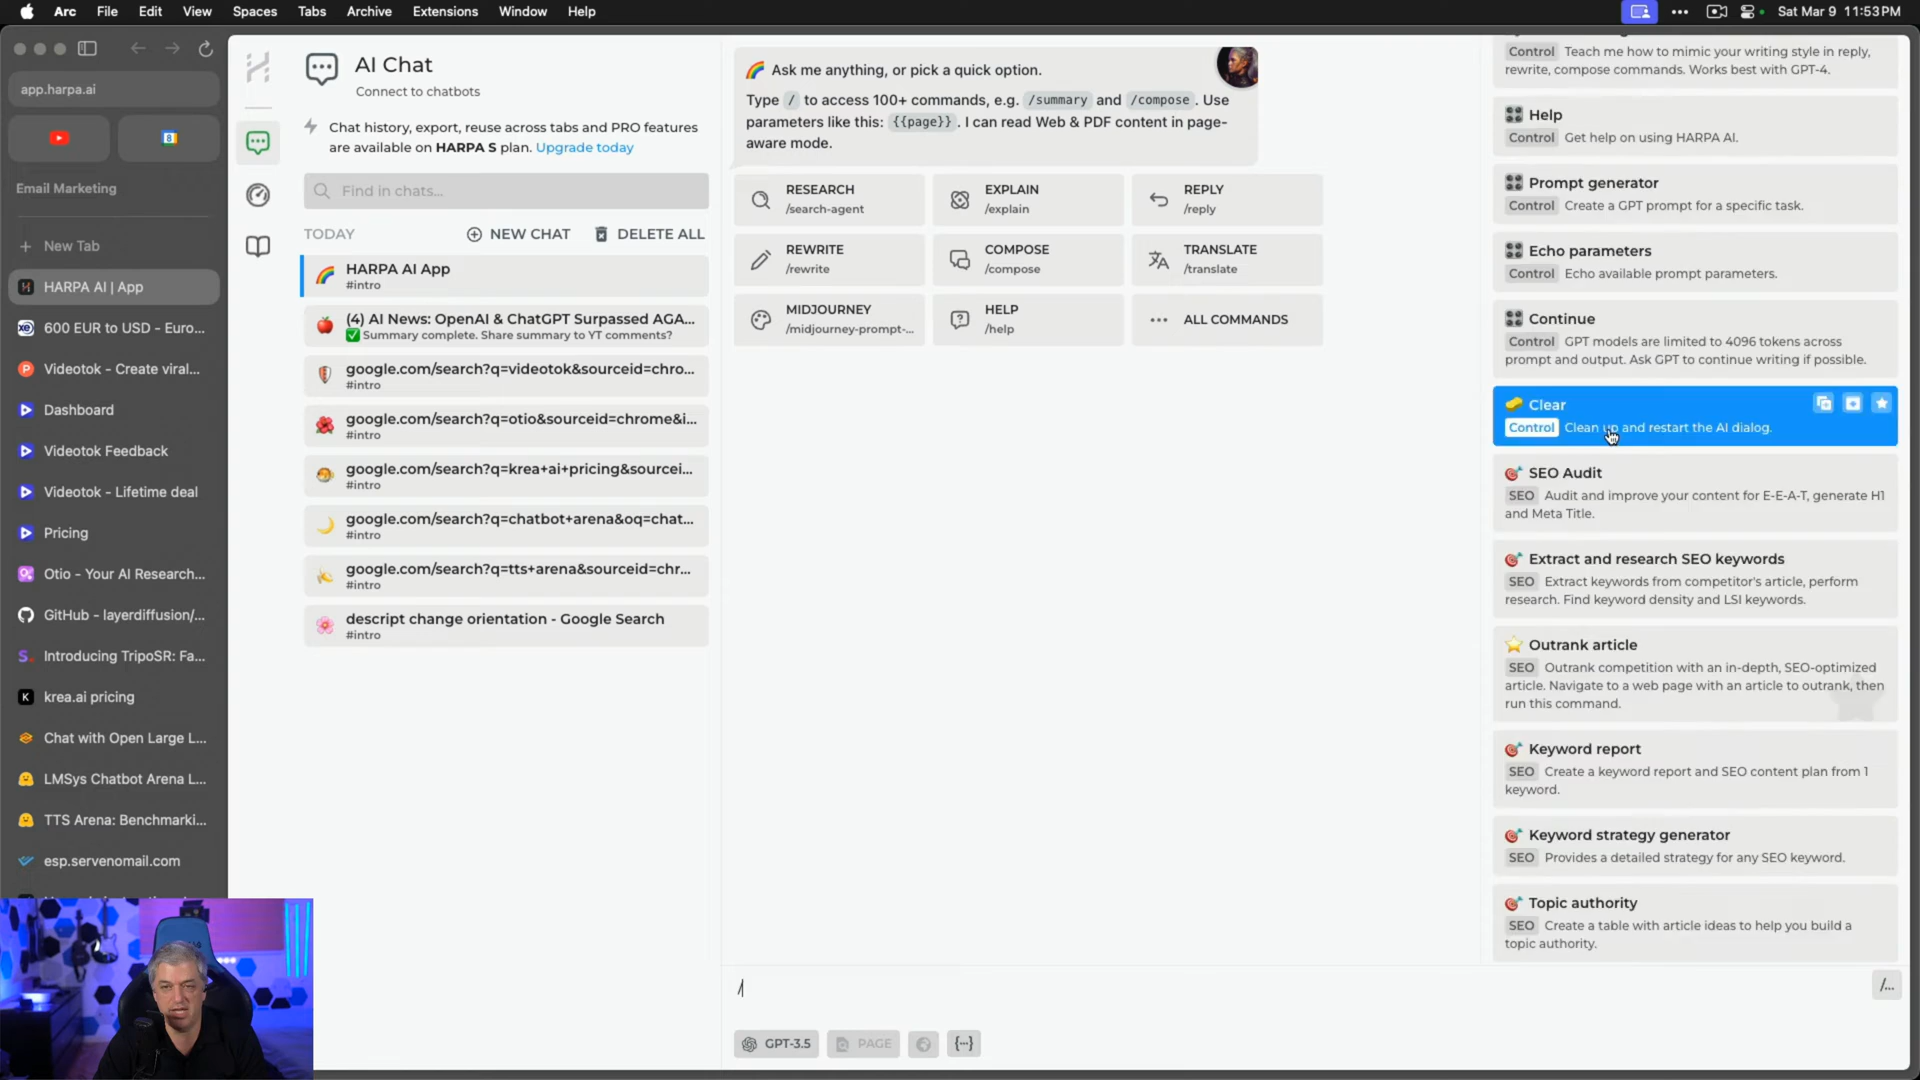 Arc File Edit View Spaces Tabs Archive Extensions Window Help
Sat Mar 9 11:53PM
app.harpa.ai
8
Email Marketing
New Tab
HARPA AI | App
600 EUR to USD - Euro...
Videotok - Create viral...
Dashboard
Videotok Feedback
Videotok - Lifetime deal
Pricing
Otio - Your AI Research...
GitHub - layerdiffusion/...
Introducing TripoSR: Fa...
krea.ai pricing
Chat with Open Large L...
LMSys Chatbot Arena L...
TTS Arena: Benchmarki...
esp.servenomail.com
AI Chat
Connect to chatbots
Chat history, export, reuse across tabs and PRO features
are available on HARPA S plan. Upgrade today
Find in chats...
TODAY NEW CHAT DELETE ALL
HARPA AI App
#intro
(4) AI News: OpenAI & ChatGPT Surpassed AGA...
✅ Summary complete. Share summary to YT comments?
google.com/search?q=videotok&sourceid=chro...
#intro
google.com/search?q=otio&sourceid=chrome&i...
#intro
google.com/search?q=krea+ai+pricing&sourcei...
#intro
google.com/search?q=chatbot+arena&oq=chat...
#intro
google.com/search?q=tts+arena&sourceid=chr...
#intro
descript change orientation - Google Search
#intro
🌈 Ask me anything, or pick a quick option.
Type / to access 100+ commands, e.g. /summary and /compose . Use
parameters like this: {{page}} . I can read Web & PDF content in page-
aware mode.
RESEARCH
/search-agent
EXPLAIN
/explain
REPLY
/reply
REWRITE
/rewrite
COMPOSE
/compose
TRANSLATE
/translate
MIDJOURNEY
/midjourney-prompt-...
HELP
/help
ALL COMMANDS
/
GPT-3.5 PAGE {--}
Control Teach me how to mimic your writing style in reply,
rewrite, compose commands. Works best with GPT-4.
Help
Control Get help on using HARPA AI.
Prompt generator
Control Create a GPT prompt for a specific task.
Echo parameters
Control Echo available prompt parameters.
Continue
Control GPT models are limited to 4096 tokens across
prompt and output. Ask GPT to continue writing if possible.
Clear
Control Clean up and restart the AI dialog.
SEO Audit
SEO Audit and improve your content for E-E-A-T, generate H1
and Meta Title.
Extract and research SEO keywords
SEO Extract keywords from competitor's article, perform
research. Find keyword density and LSI keywords.
Outrank article
SEO Outrank competition with an in-depth, SEO-optimized
article. Navigate to a web page with an article to outrank, then
run this command.
Keyword report
SEO Create a keyword report and SEO content plan from 1
keyword.
Keyword strategy generator
SEO Provides a detailed strategy for any SEO keyword.
Topic authority
SEO Create a table with article ideas to help you build a
topic authority.
/...